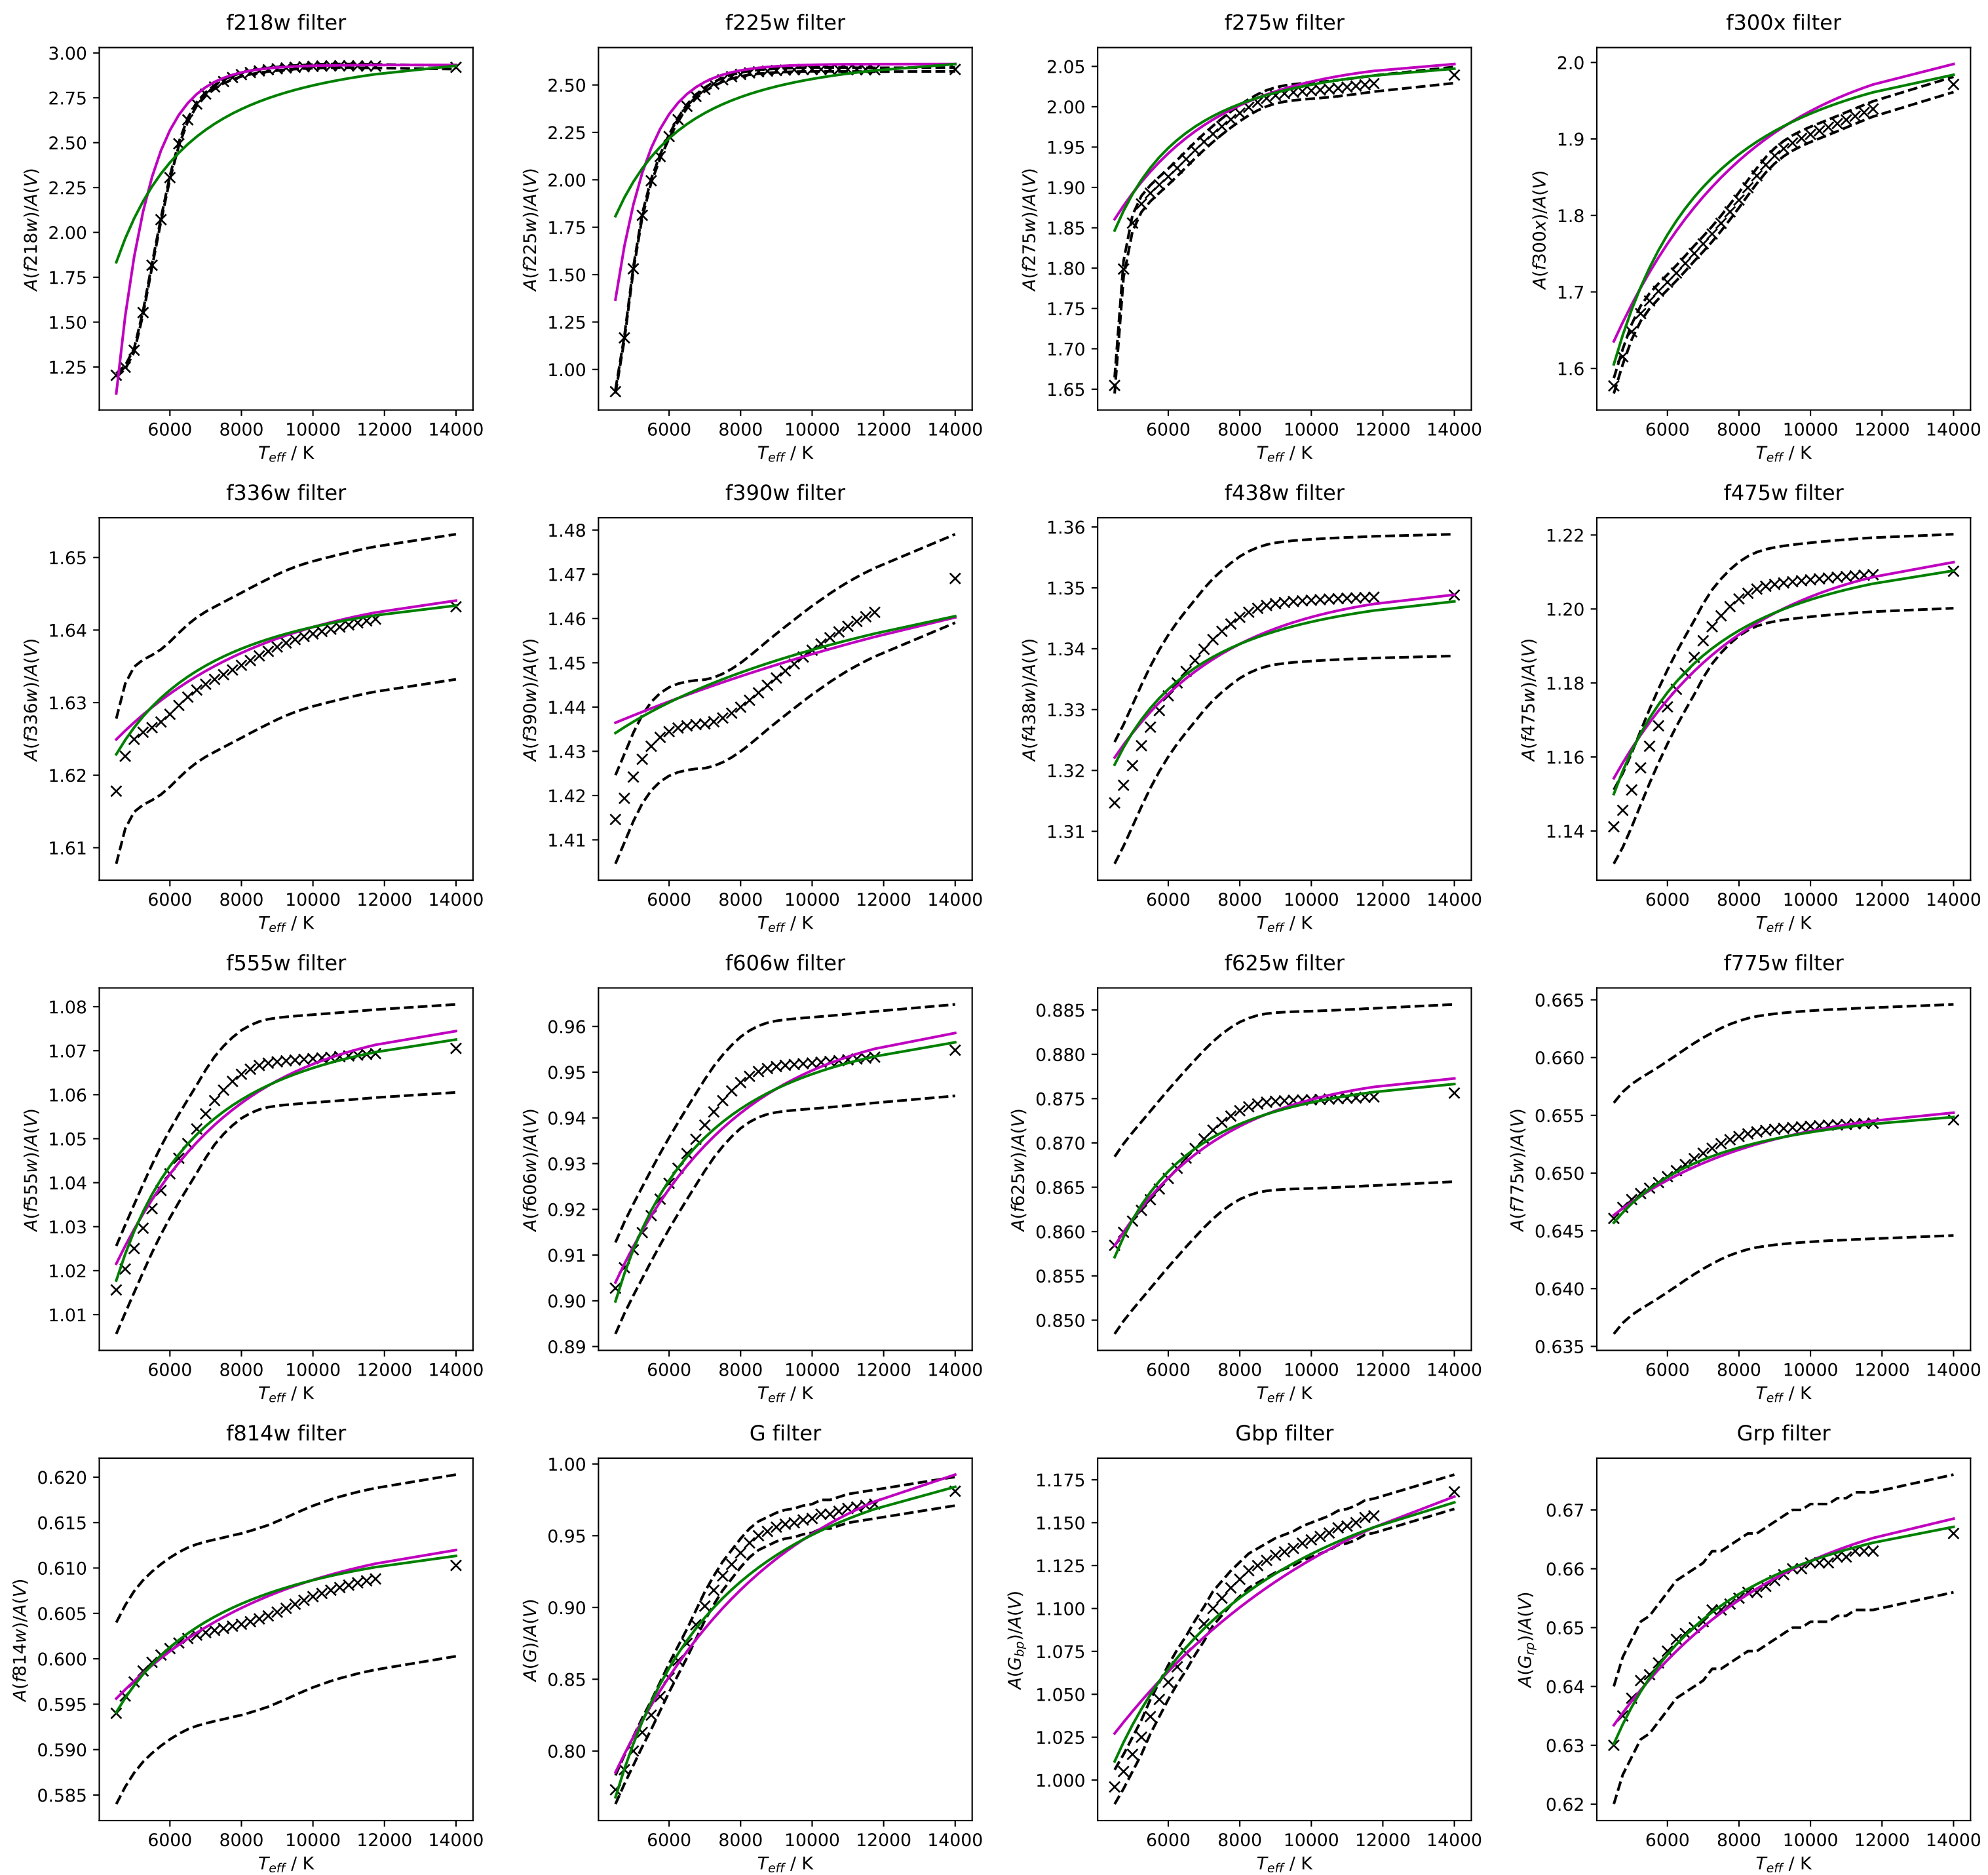 f218w filter
f225w filter
f275w filter
f300x filter
A(f218w)/A(V)
3.00
2.75
2.50
2.25
2.00
1.75
1.50
1.25
6000 8000 10000 12000 14000
T_eff / K
A(f225w)/A(V)
2.50
2.25
2.00
1.75
1.50
1.25
1.00
6000 8000 10000 12000 14000
T_eff / K
A(f275w)/A(V)
2.05
2.00
1.95
1.90
1.85
1.80
1.75
1.70
1.65
6000 8000 10000 12000 14000
T_eff / K
A(f300x)/A(V)
2.0
1.9
1.8
1.7
1.6
6000 8000 10000 12000 14000
T_eff / K
f336w filter
f390w filter
f438w filter
f475w filter
A(f336w)/A(V)
1.65
1.64
1.63
1.62
1.61
6000 8000 10000 12000 14000
T_eff / K
A(f390w)/A(V)
1.48
1.47
1.46
1.45
1.44
1.43
1.42
1.41
6000 8000 10000 12000 14000
T_eff / K
A(f438w)/A(V)
1.36
1.35
1.34
1.33
1.32
1.31
6000 8000 10000 12000 14000
T_eff / K
A(f475w)/A(V)
1.22
1.20
1.18
1.16
1.14
6000 8000 10000 12000 14000
T_eff / K
f555w filter
f606w filter
f625w filter
f775w filter
A(f555w)/A(V)
1.08
1.07
1.06
1.05
1.04
1.03
1.02
1.01
6000 8000 10000 12000 14000
T_eff / K
A(f606w)/A(V)
0.96
0.95
0.94
0.93
0.92
0.91
0.90
0.89
6000 8000 10000 12000 14000
T_eff / K
A(f625w)/A(V)
0.885
0.880
0.875
0.870
0.865
0.860
0.855
0.850
6000 8000 10000 12000 14000
T_eff / K
A(f775w)/A(V)
0.665
0.660
0.655
0.650
0.645
0.640
0.635
6000 8000 10000 12000 14000
T_eff / K
f814w filter
G filter
Gbp filter
Grp filter
A(f814w)/A(V)
0.620
0.615
0.610
0.605
0.600
0.595
0.590
0.585
6000 8000 10000 12000 14000
T_eff / K
A(G)/A(V)
1.00
0.95
0.90
0.85
0.80
6000 8000 10000 12000 14000
T_eff / K
A(G_bp)/A(V)
1.175
1.150
1.125
1.100
1.075
1.050
1.025
1.000
6000 8000 10000 12000 14000
T_eff / K
A(G_rp)/A(V)
0.67
0.66
0.65
0.64
0.63
0.62
6000 8000 10000 12000 14000
T_eff / K